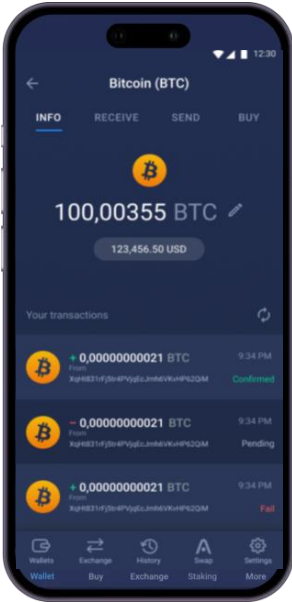 12:30
Bitcoin (BTC)
INFO RECEIVE SEND BUY
100,00355 BTC
123,456.50 USD
Your transactions
+ 0,00000000021 BTC 9:34 PM
From
Confirmed
− 0,00000000021 BTC 9:34 PM
From
Pending
+ 0,00000000021 BTC 9:34 PM
From
Fail
Wallets Exchange History Swap Settings
Wallet Buy Exchange Staking More